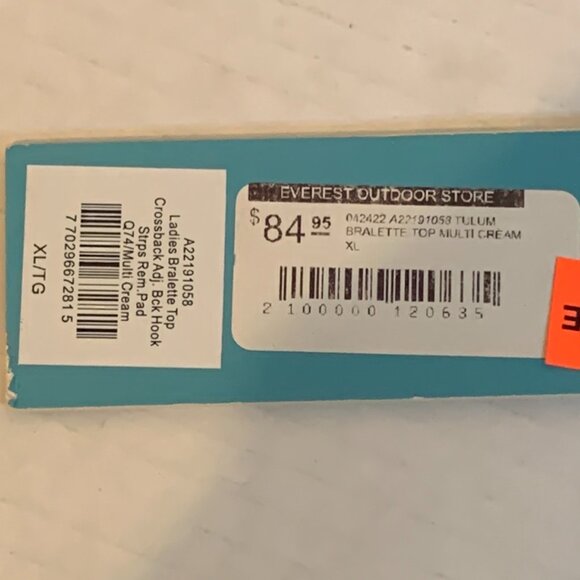 A22191058
Ladies Bralette Top
Crossback Adj. Bck Hook
Strps Rem.Pad
Q74/Multi Cream
7 702966 72815
XL/TG
EVEREST OUTDOOR STORE
$84.95
042422 A22191058 TULUM
BRALETTE TOP MULTI CREAM
XL
2 100000 120635